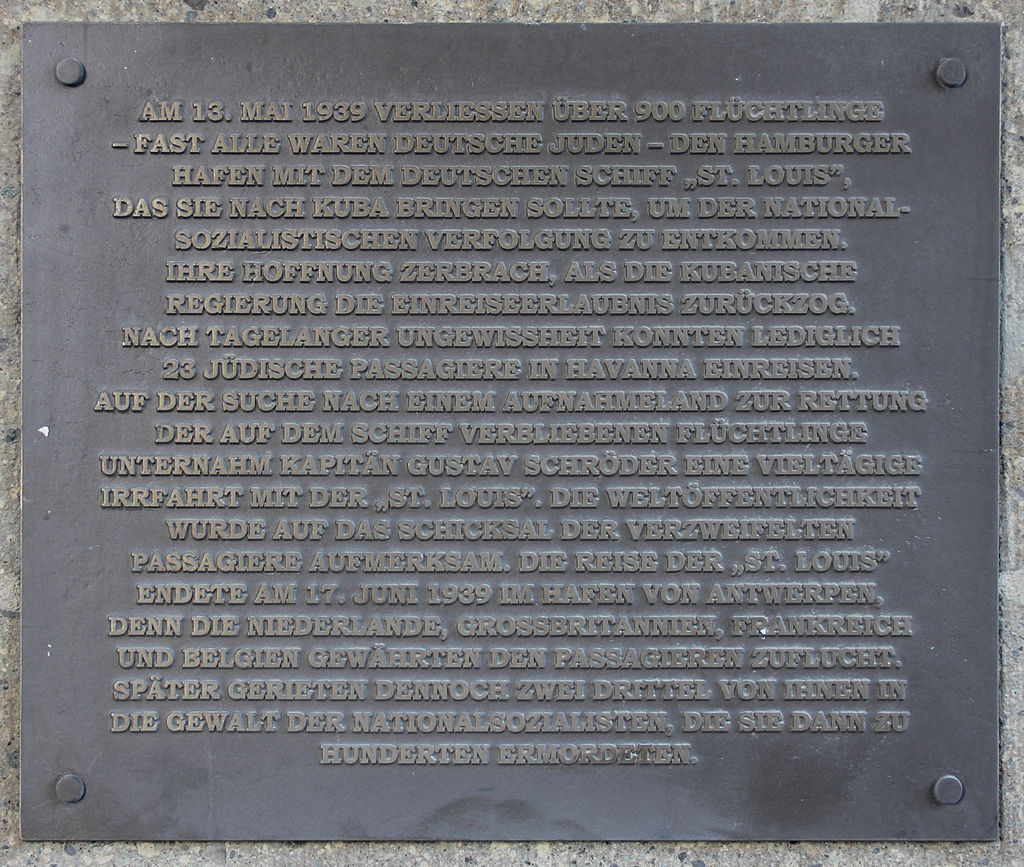 AM 13. MAI 1939 VERLIESSEN ÜBER 900 FLÜCHTLINGE
– FAST ALLE WAREN DEUTSCHE JUDEN – DEN HAMBURGER
HAFEN MIT DEM DEUTSCHEN SCHIFF „ST. LOUIS”,
DAS SIE NACH KUBA BRINGEN SOLLTE, UM DER NATIONAL-
SOZIALISTISCHEN VERFOLGUNG ZU ENTKOMMEN.
IHRE HOFFNUNG ZERBRACH, ALS DIE KUBANISCHE
REGIERUNG DIE EINREISEERLAUBNIS ZURÜCKZOG.
NACH TAGELANGER UNGEWISSHEIT KONNTEN LEDIGLICH
23 JÜDISCHE PASSAGIERE IN HAVANNA EINREISEN.
AUF DER SUCHE NACH EINEM AUFNAHMELAND ZUR RETTUNG
DER AUF DEM SCHIFF VERBLIEBENEN FLÜCHTLINGE
UNTERNAHM KAPITÄN GUSTAV SCHRÖDER EINE VIELTÄGIGE
IRRFAHRT MIT DER „ST. LOUIS”. DIE WELTÖFFENTLICHKEIT
WURDE AUF DAS SCHICKSAL DER VERZWEIFELTEN
PASSAGIERE AUFMERKSAM. DIE REISE DER „ST. LOUIS”
ENDETE AM 17. JUNI 1939 IM HAFEN VON ANTWERPEN,
DENN DIE NIEDERLANDE, GROSSBRITANNIEN, FRANKREICH
UND BELGIEN GEWÄHRTEN DEN PASSAGIEREN ZUFLUCHT.
SPÄTER GERIETEN DENNOCH ZWEI DRITTEL VON IHNEN IN
DIE GEWALT DER NATIONALSOZIALISTEN, DIE SIE DANN ZU
HUNDERTEN ERMORDETEN.